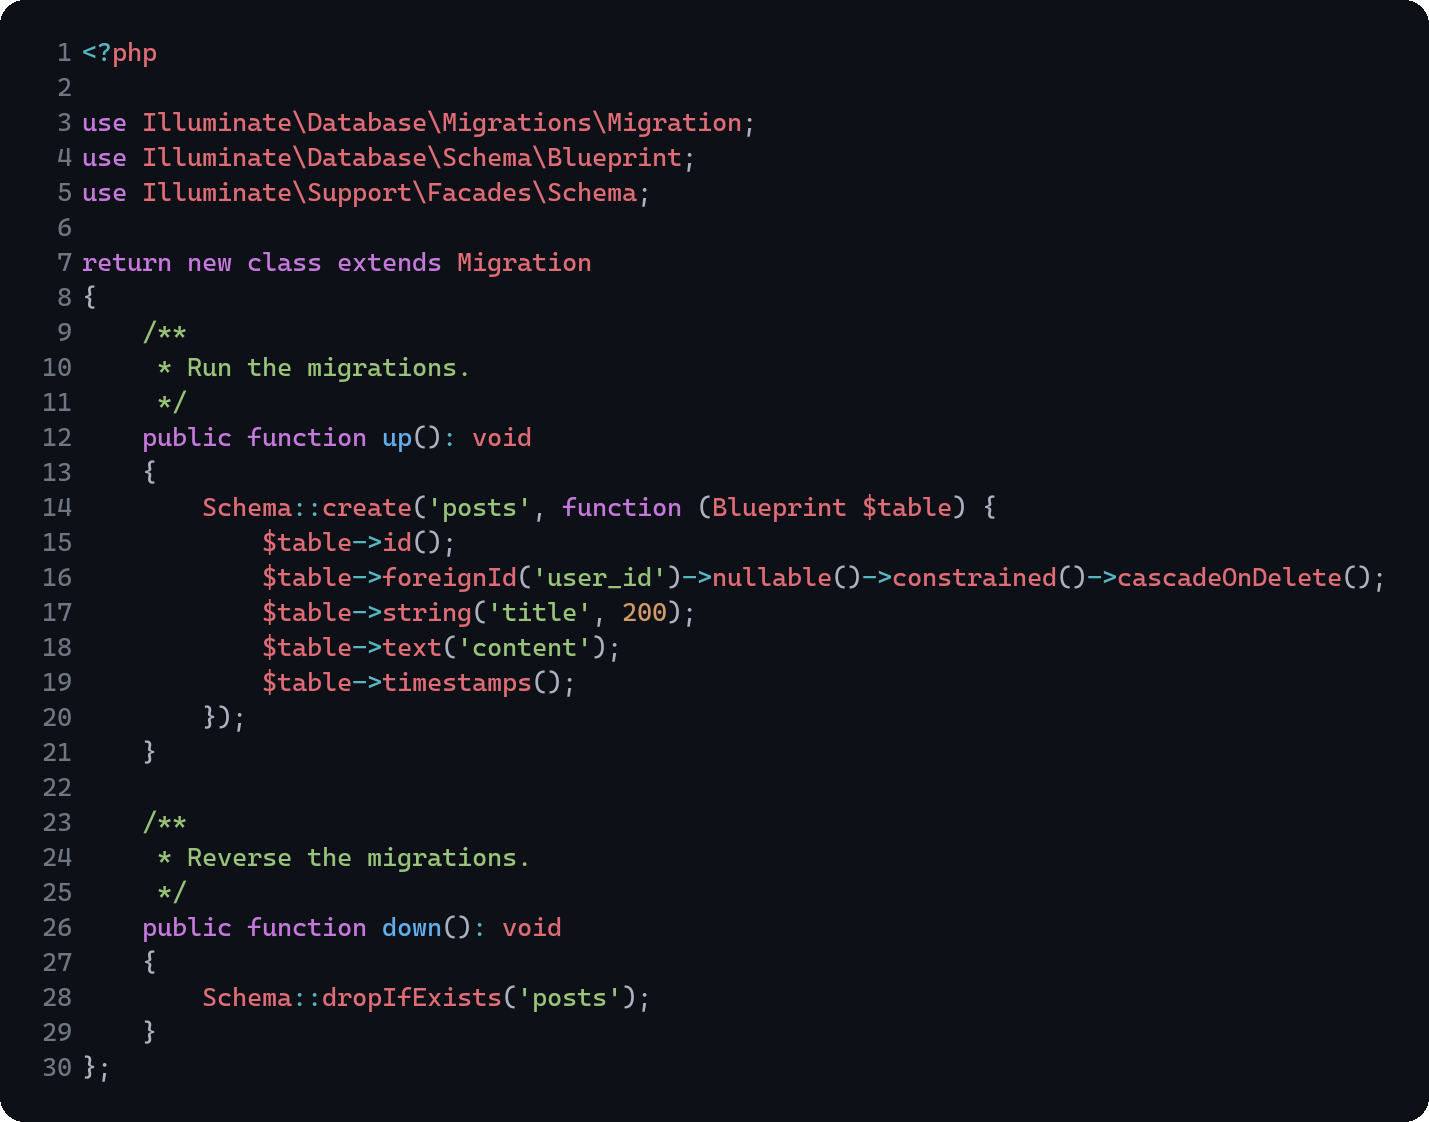 1 <?php
2
3 use Illuminate\Database\Migrations\Migration;
4 use Illuminate\Database\Schema\Blueprint;
5 use Illuminate\Support\Facades\Schema;
6
7 return new class extends Migration
8 {
9     /**
10      * Run the migrations.
11      */
12     public function up(): void
13     {
14         Schema::create('posts', function (Blueprint $table) {
15             $table->id();
16             $table->foreignId('user_id')->nullable()->constrained()->cascadeOnDelete();
17             $table->string('title', 200);
18             $table->text('content');
19             $table->timestamps();
20         });
21     }
22
23     /**
24      * Reverse the migrations.
25      */
26     public function down(): void
27     {
28         Schema::dropIfExists('posts');
29     }
30 };